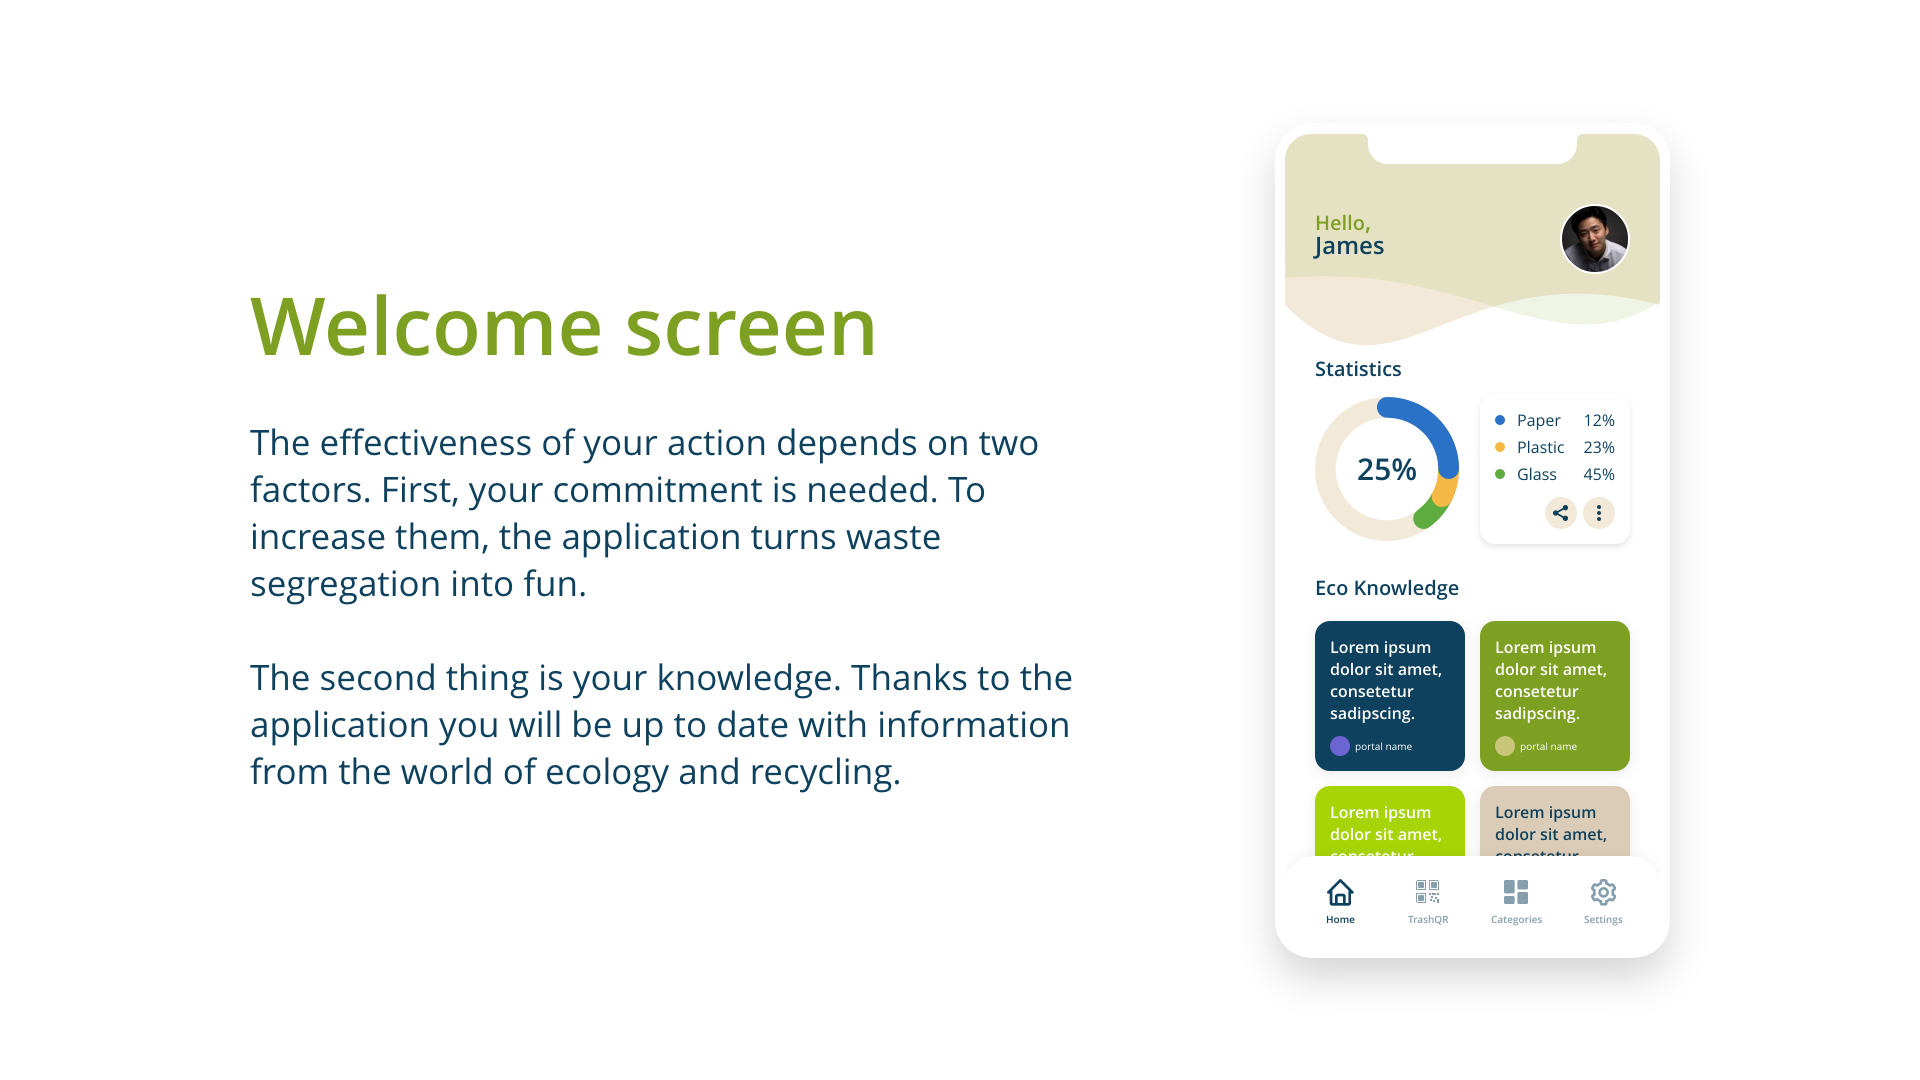 Welcome screen
The effectiveness of your action depends on two
factors. First, your commitment is needed. To
increase them, the application turns waste
segregation into fun.
The second thing is your knowledge. Thanks to the
application you will be up to date with information
from the world of ecology and recycling.
Hello,
James
Statistics
25%
Paper 12%
Plastic 23%
Glass 45%
Eco Knowledge
Lorem ipsum
dolor sit amet,
consetetur
sadipscing.
portal name
Lorem ipsum
dolor sit amet,
consetetur
sadipscing.
portal name
Lorem ipsum
dolor sit amet,
consetetur
Lorem ipsum
dolor sit amet,
consetetur
Home
TrashQR
Categories
Settings